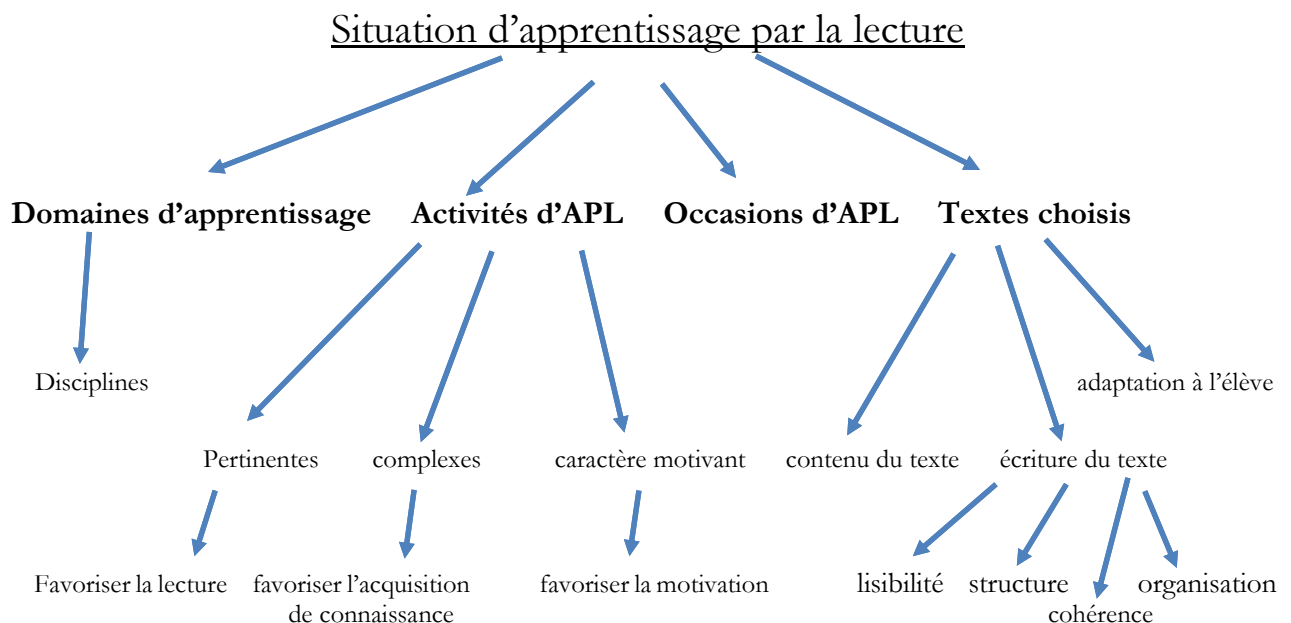 Situation d’apprentissage par la lecture
Domaines d’apprentissage Activités d’APL Occasions d’APL Textes choisis
Disciplines adaptation à l’élève
Pertinentes complexes caractère motivant contenu du texte écriture du texte
Favoriser la lecture favoriser l’acquisition favoriser la motivation lisibilité structure organisation
de connaissance cohérence